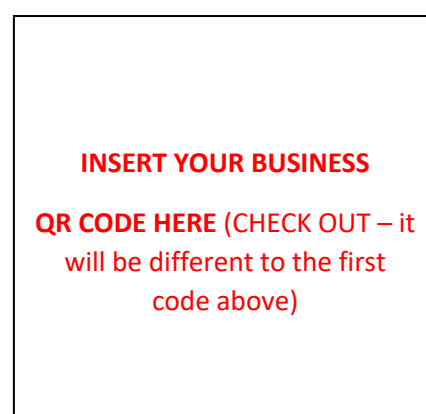 INSERT YOUR BUSINESS
QR CODE HERE (CHECK OUT – it
will be different to the first
code above)